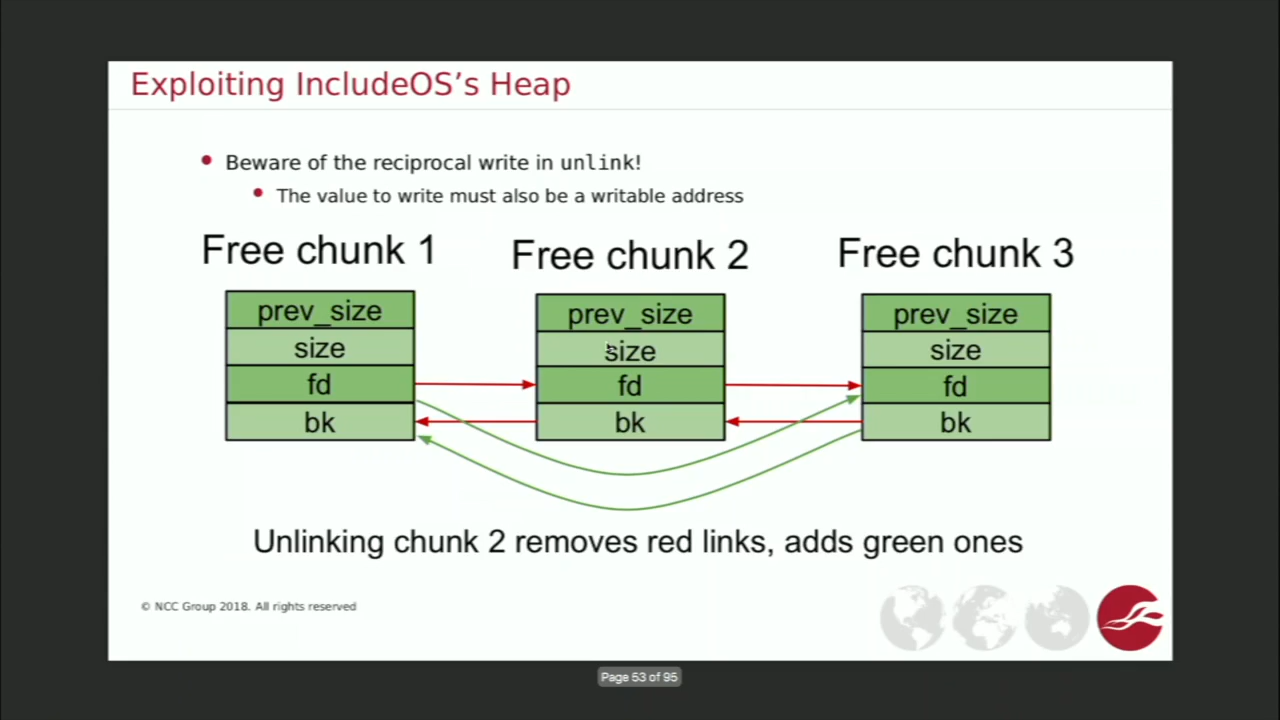 Exploiting IncludeOS's Heap
Beware of the reciprocal write in unlink!
The value to write must also be a writable address
Free chunk 1
Free chunk 2
Free chunk 3
prev_size
size
fd
bk
prev_size
size
fd
bk
prev_size
size
fd
bk
Unlinking chunk 2 removes red links, adds green ones
© NCC Group 2018. All rights reserved
Page 53 of 95